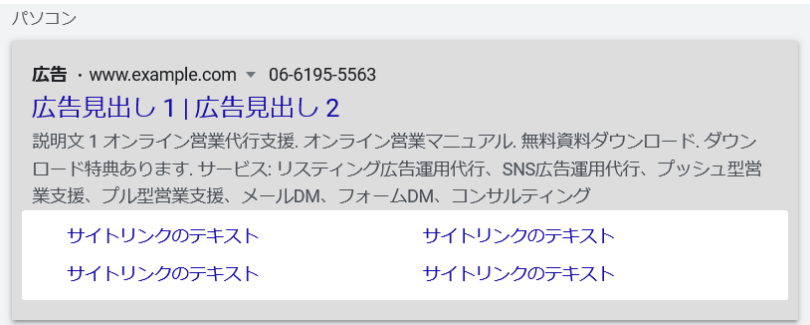 パソコン
広告 · www.example.com ▼ 06-6195-5563
広告見出し 1 | 広告見出し 2
説明文 1 オンライン営業代行支援. オンライン営業マニュアル. 無料資料ダウンロード. ダウン
ロード特典あります. サービス: リスティング広告運用代行、SNS広告運用代行、プッシュ型営
業支援、プル型営業支援、メールDM、フォームDM、コンサルティング
サイトリンクのテキスト サイトリンクのテキスト
サイトリンクのテキスト サイトリンクのテキスト